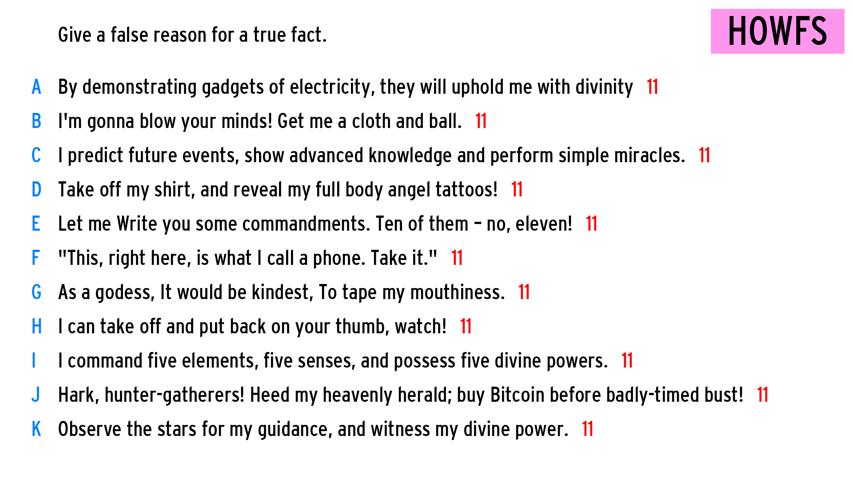 Give a false reason for a true fact.
HOWFS
A By demonstrating gadgets of electricity, they will uphold me with divinity 11
B I'm gonna blow your minds! Get me a cloth and ball. 11
C I predict future events, show advanced knowledge and perform simple miracles. 11
D Take off my shirt, and reveal my full body angel tattoos! 11
E Let me Write you some commandments. Ten of them – no, eleven! 11
F "This, right here, is what I call a phone. Take it." 11
G As a godess, It would be kindest, To tape my mouthiness. 11
H I can take off and put back on your thumb, watch! 11
I I command five elements, five senses, and possess five divine powers. 11
J Hark, hunter-gatherers! Heed my heavenly herald; buy Bitcoin before badly-timed bust! 11
K Observe the stars for my guidance, and witness my divine power. 11